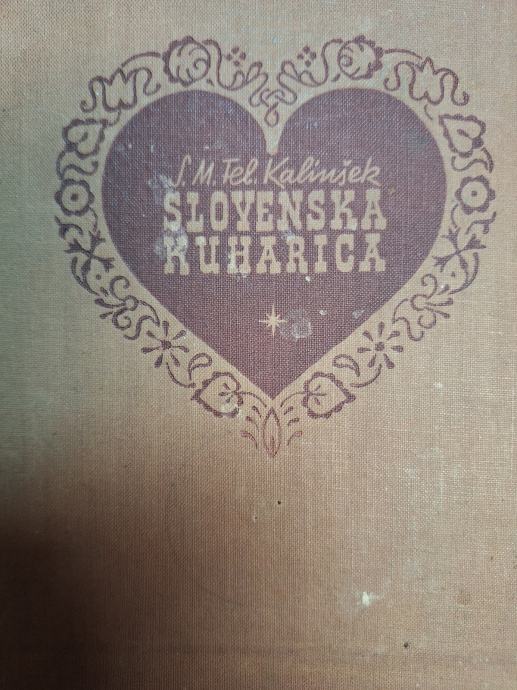 S. M. Fel. Kalinšek
SLOVENSKA
KUHARICA